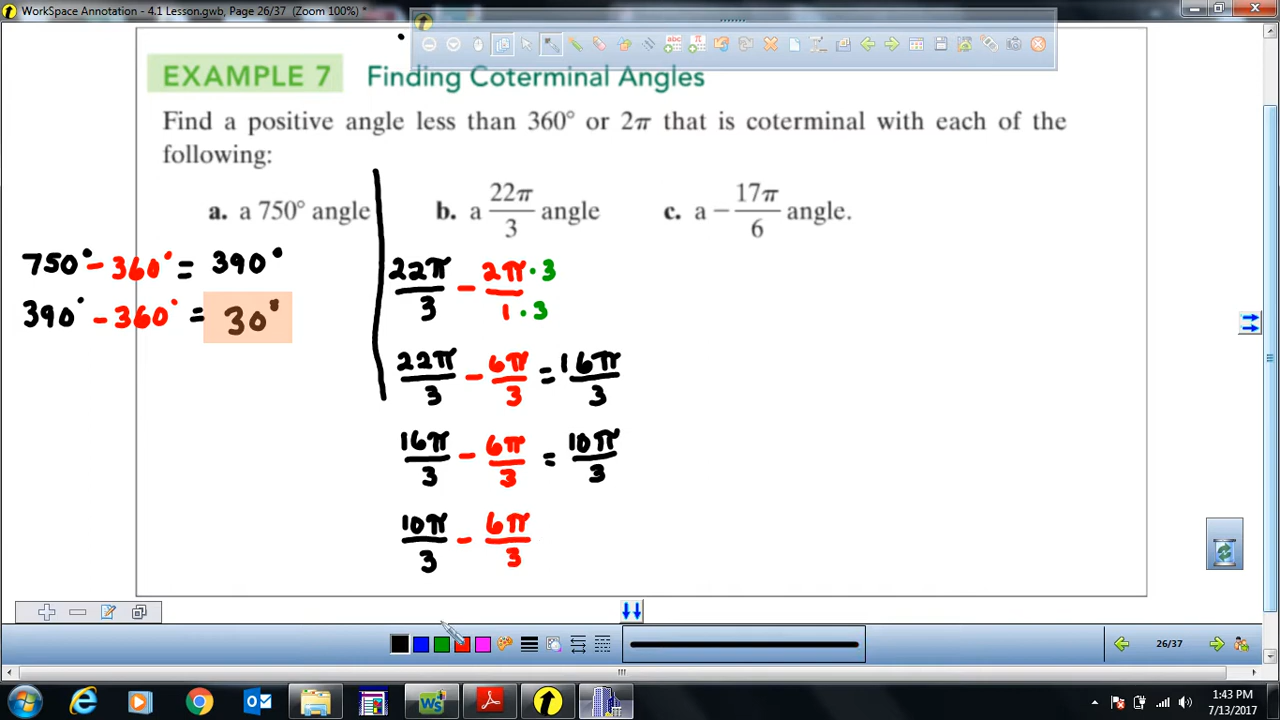 WorkSpace Annotation - 4.1 Lesson.gwb, Page 26/37 (Zoom 100%) *
EXAMPLE 7 Finding Coterminal Angles
Find a positive angle less than 360° or 2π that is coterminal with each of the
following:
a. a 750° angle
b. a 22π/3 angle
c. a −17π/6 angle.
750° - 360° = 390°
390° - 360° = 30°
22π/3 - 2π·3/1·3
22π/3 - 6π/3 = 16π/3
16π/3 - 6π/3 = 10π/3
10π/3 - 6π/3
26/37
1:43 PM
7/13/2017